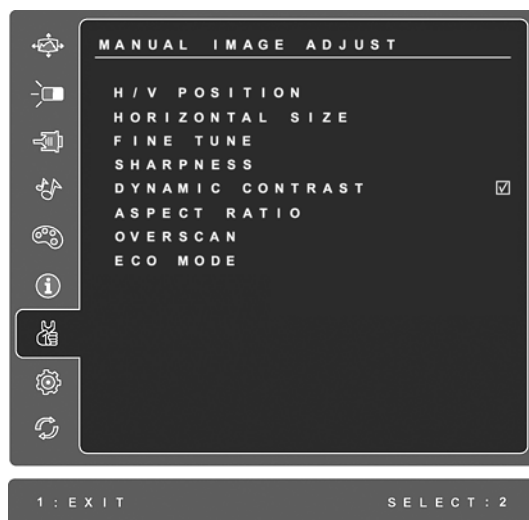 MANUAL IMAGE ADJUST
H/V POSITION
HORIZONTAL SIZE
FINE TUNE
SHARPNESS
DYNAMIC CONTRAST
ASPECT RATIO
OVERSCAN
ECO MODE
1:EXIT SELECT:2